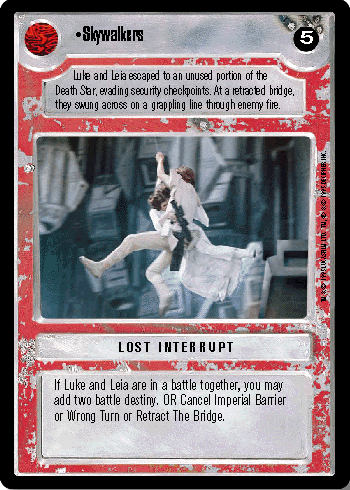 •Skywalkers
5
Luke and Leia escaped to an unused portion of the
Death Star, evading security checkpoints. At a retracted bridge,
they swung across on a grappling line through enemy fire.
LOST INTERRUPT
If Luke and Leia are in a battle together, you may
add two battle destiny. OR Cancel Imperial Barrier
or Wrong Turn or Retract The Bridge.